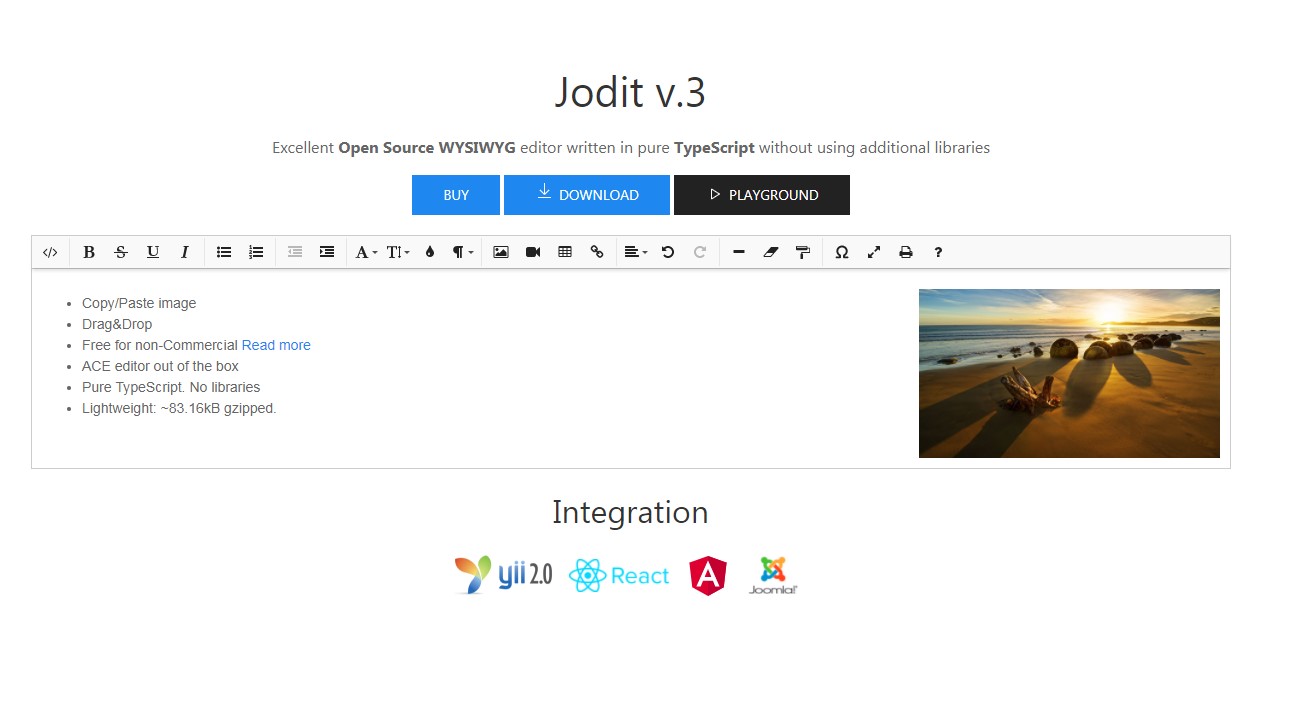 Jodit v.3
Excellent Open Source WYSIWYG editor written in pure TypeScript without using additional libraries
BUY DOWNLOAD PLAYGROUND
</> B S U I A TI ¶ Ω ?
Copy/Paste image
Drag&Drop
Free for non-Commercial Read more
ACE editor out of the box
Pure TypeScript. No libraries
Lightweight: ~83.16kB gzipped.
Integration
yii 2.0 React A Joomla!